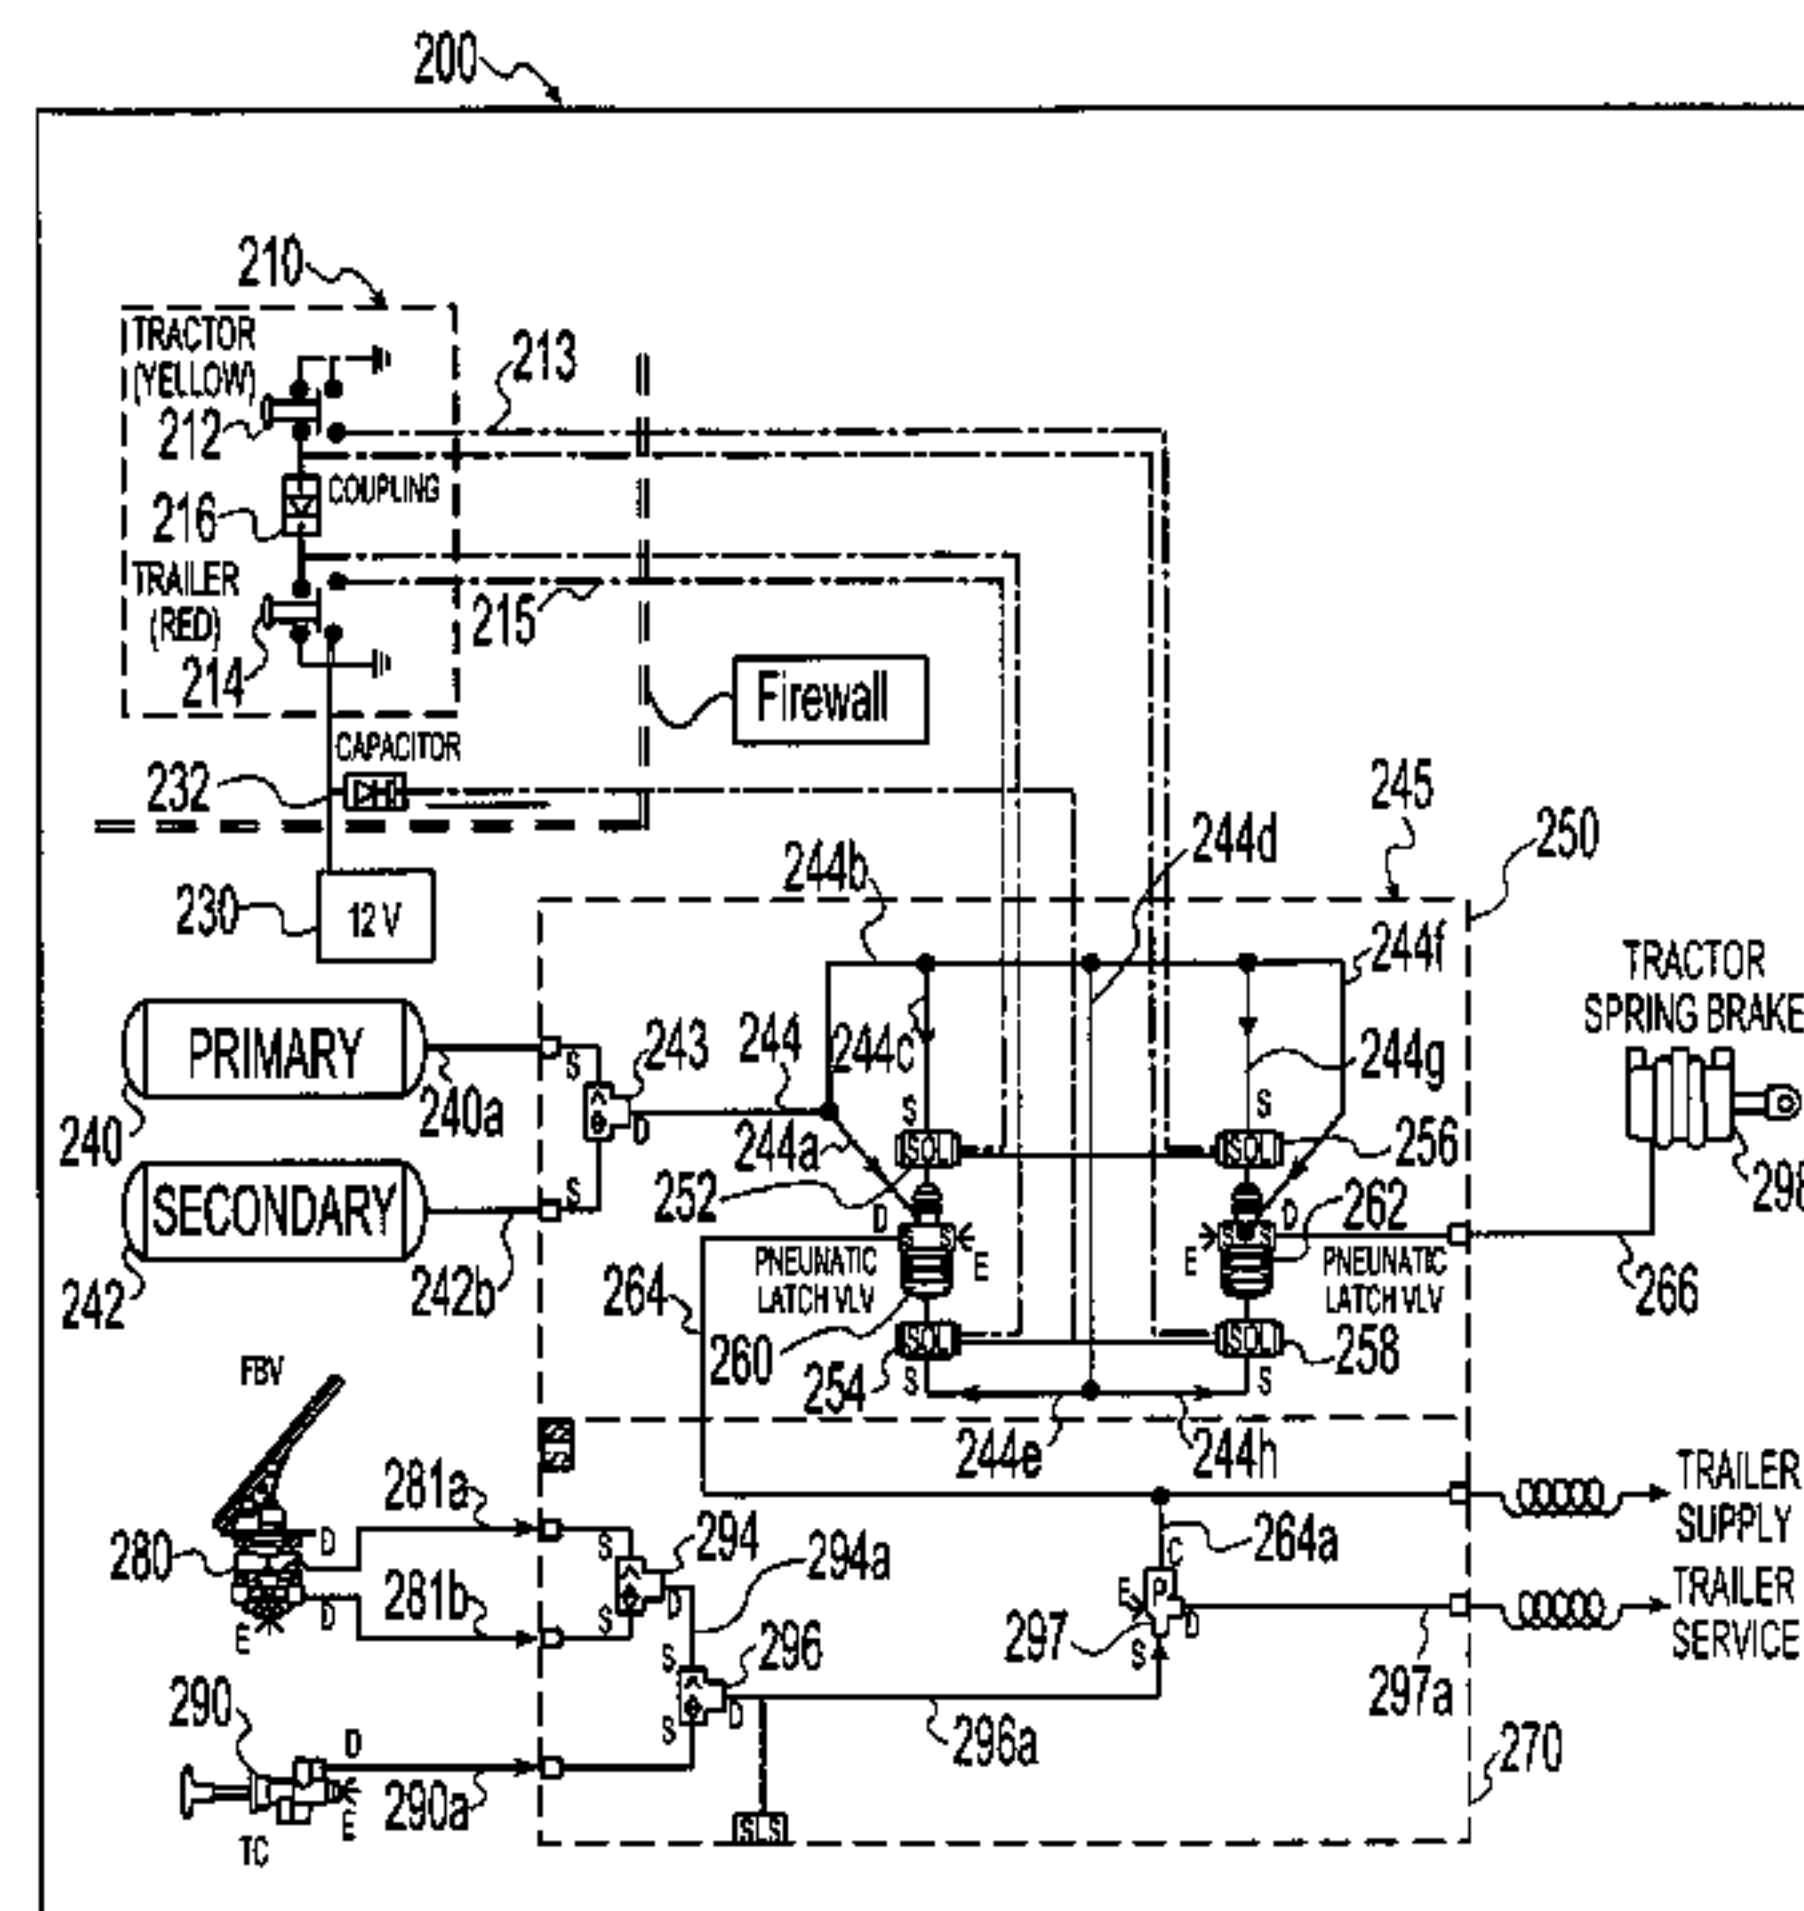 200
210
TRACTOR
(YELLOW)
212
213
COUPLING
216
TRAILER
(RED)
214
215
Firewall
CAPACITOR
232
245
250
244b
244d
230
12 V
244f
TRACTOR
SPRING BRAKE
PRIMARY
S
243
244
244c
244g
240
240a
D
244a
S
S
SOL
SOL
256
SECONDARY
S
252
D
D
262
298
242
242b
264
PNEUMATIC
LATCH VLV
E
E
PNEUMATIC
LATCH VLV
266
260
SOL
SOL
258
254
S
S
FBV
244e
244h
281a
TRAILER
SUPPLY
280
D
S
294
294a
C
264a
281b
D
S
D
E
P
TRAILER
SERVICE
E
S
296
297
S
D
297a
290
D
S
D
296a
270
290a
E
TC
SLS